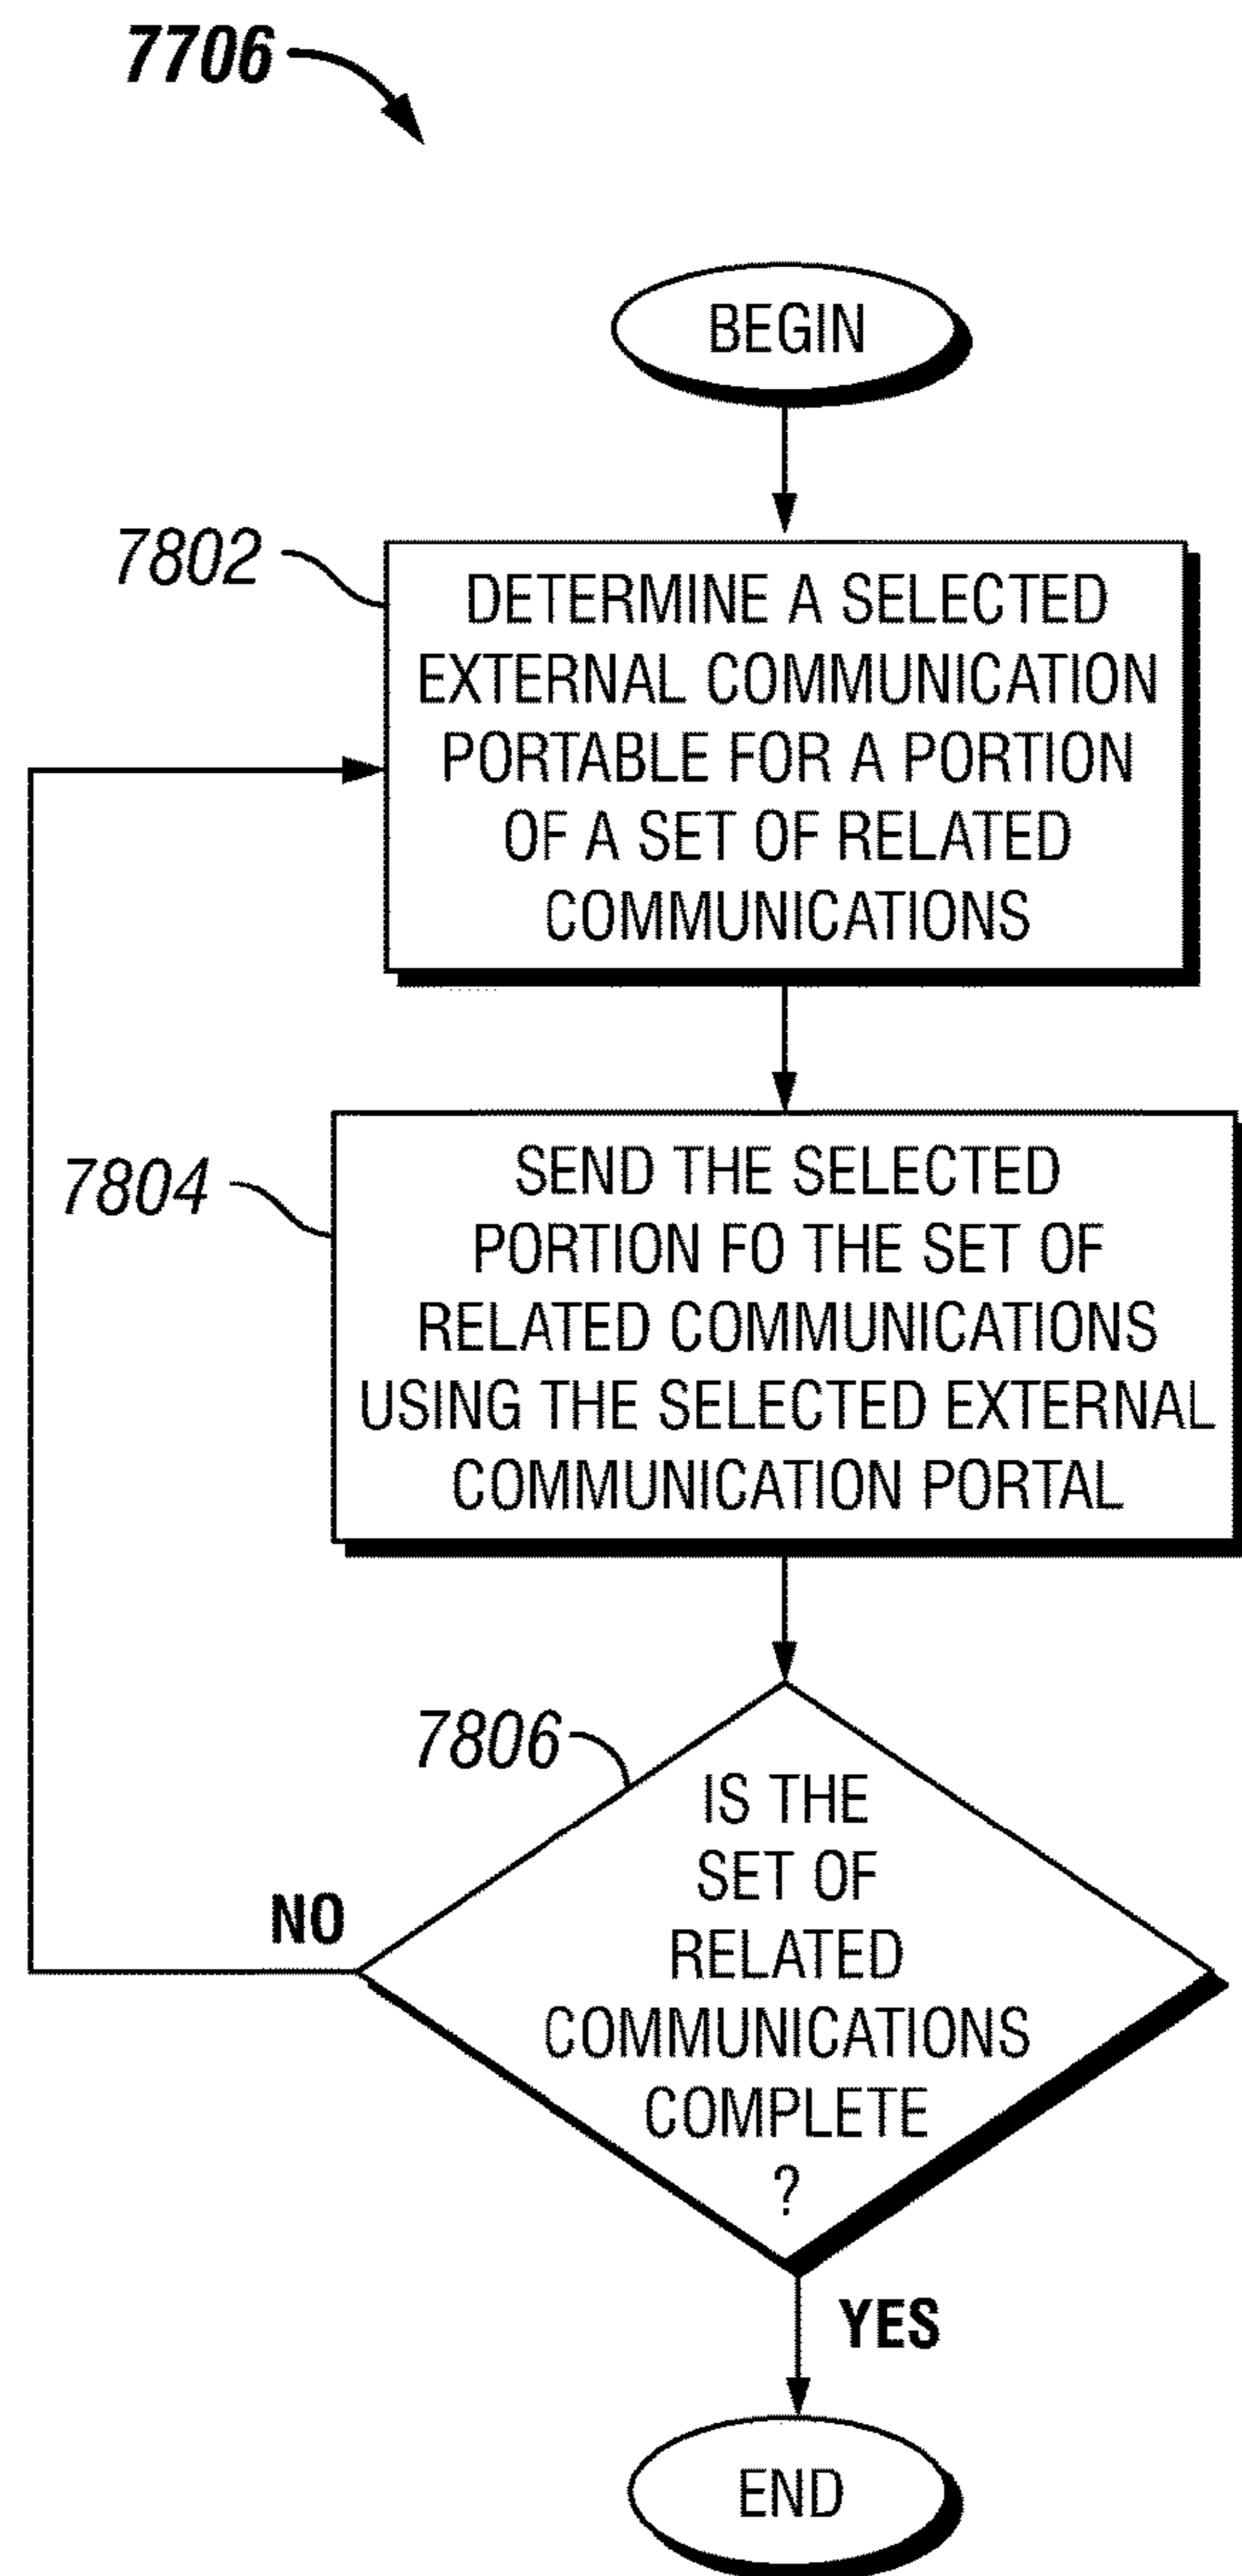 7706
BEGIN
7802
DETERMINE A SELECTED
EXTERNAL COMMUNICATION
PORTABLE FOR A PORTION
OF A SET OF RELATED
COMMUNICATIONS
7804
SEND THE SELECTED
PORTION FO THE SET OF
RELATED COMMUNICATIONS
USING THE SELECTED EXTERNAL
COMMUNICATION PORTAL
7806
IS THE
SET OF
RELATED
COMMUNICATIONS
COMPLETE
?
NO
YES
END